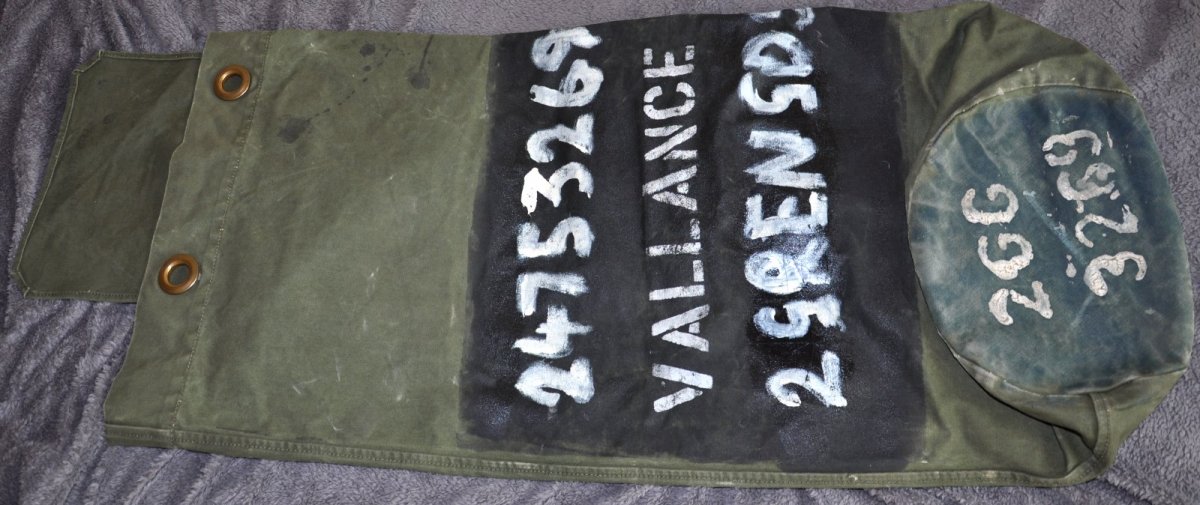 24753269
VALLANCE
2 GREN GDS
2GG
3269